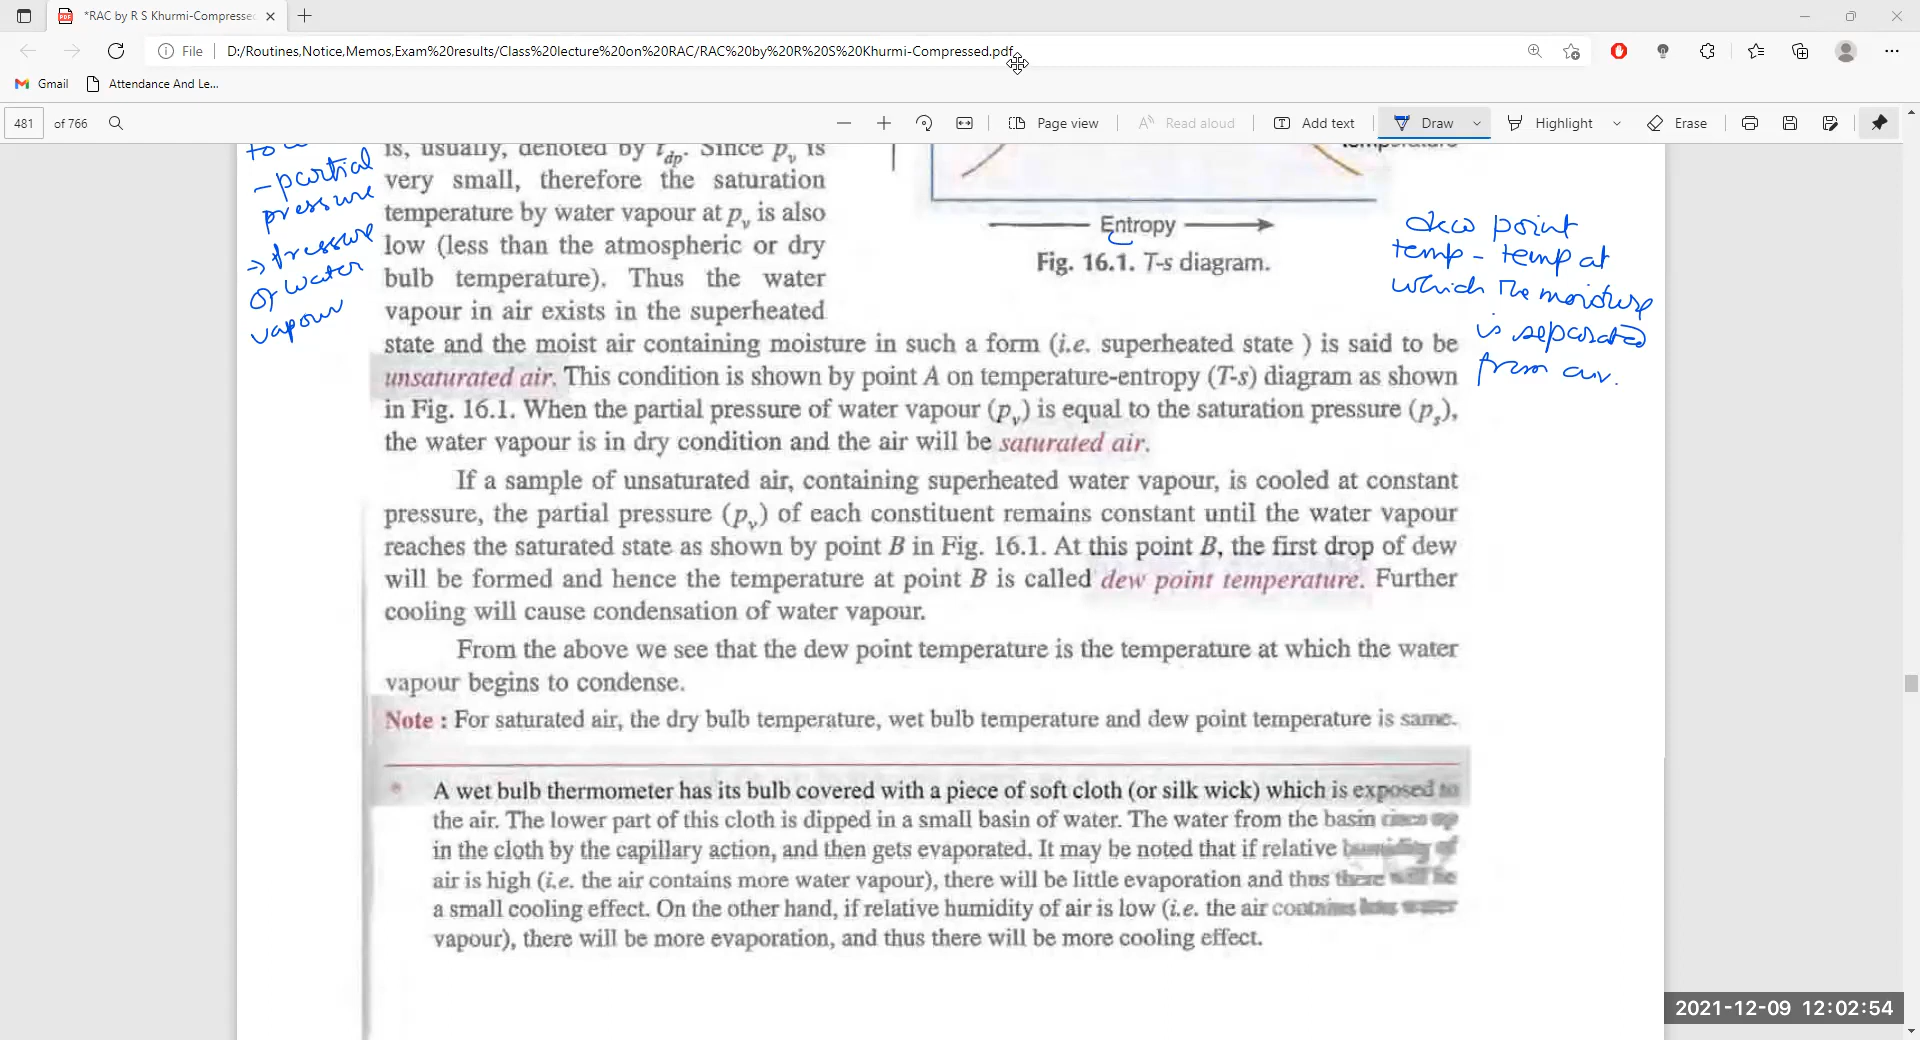 *RAC by R S Khurmi-Compressed
File D:/Routines,Notice,Memos,Exam%20results/Class%20lecture%20on%20RAC/RAC%20by%20R%20S%20Khurmi-Compressed.pdf
Gmail Attendance And Le...
481 of 766 Page view Read aloud Add text Draw Highlight Erase
- partial
pressure
→ pressure
of water
vapour
is, usually, denoted by t_dp. Since p_v is
very small, therefore the saturation
temperature by water vapour at p_v is also
low (less than the atmospheric or dry
bulb temperature). Thus the water
vapour in air exists in the superheated
temperature
Entropy
Fig. 16.1. T-s diagram.
dew point
temp - temp at
which the moisture
is separated
from air.
state and the moist air containing moisture in such a form (i.e. superheated state ) is said to be
unsaturated air. This condition is shown by point A on temperature-entropy (T-s) diagram as shown
in Fig. 16.1. When the partial pressure of water vapour (p_v) is equal to the saturation pressure (p_s),
the water vapour is in dry condition and the air will be saturated air.
If a sample of unsaturated air, containing superheated water vapour, is cooled at constant
pressure, the partial pressure (p_v) of each constituent remains constant until the water vapour
reaches the saturated state as shown by point B in Fig. 16.1. At this point B, the first drop of dew
will be formed and hence the temperature at point B is called dew point temperature. Further
cooling will cause condensation of water vapour.
From the above we see that the dew point temperature is the temperature at which the water
vapour begins to condense.
Note : For saturated air, the dry bulb temperature, wet bulb temperature and dew point temperature is same.
* A wet bulb thermometer has its bulb covered with a piece of soft cloth (or silk wick) which is exposed to
the air. The lower part of this cloth is dipped in a small basin of water. The water from the basin
in the cloth by the capillary action, and then gets evaporated. It may be noted that if relative humidity of
air is high (i.e. the air contains more water vapour), there will be little evaporation and thus there will be
a small cooling effect. On the other hand, if relative humidity of air is low (i.e. the air contains less water
vapour), there will be more evaporation, and thus there will be more cooling effect.
2021-12-09 12:02:54